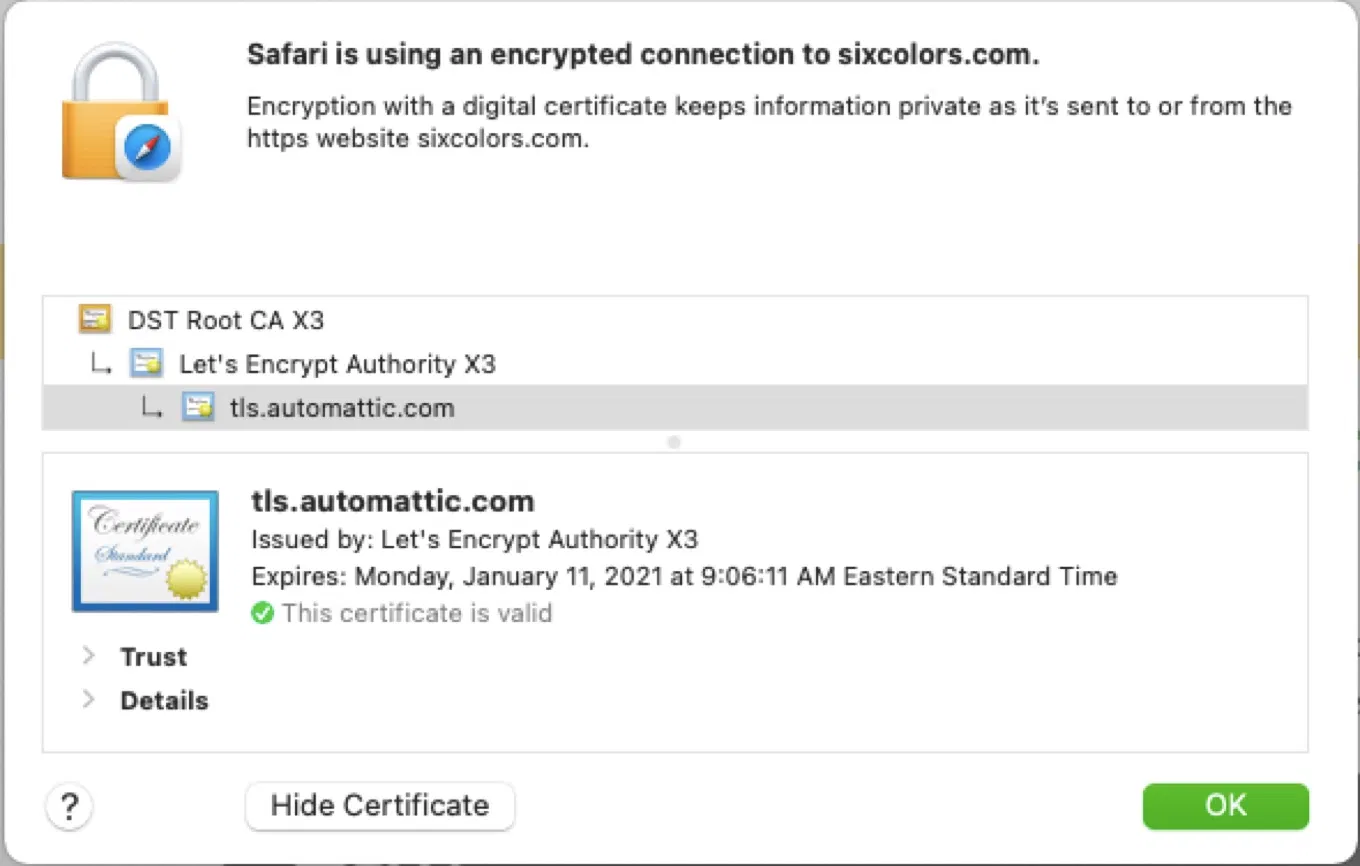 Safari is using an encrypted connection to sixcolors.com.
Encryption with a digital certificate keeps information private as it’s sent to or from the
https website sixcolors.com.
DST Root CA X3
Let's Encrypt Authority X3
tls.automattic.com
Certificate
Standard
tls.automattic.com
Issued by: Let's Encrypt Authority X3
Expires: Monday, January 11, 2021 at 9:06:11 AM Eastern Standard Time
This certificate is valid
Trust
Details
?
Hide Certificate
OK